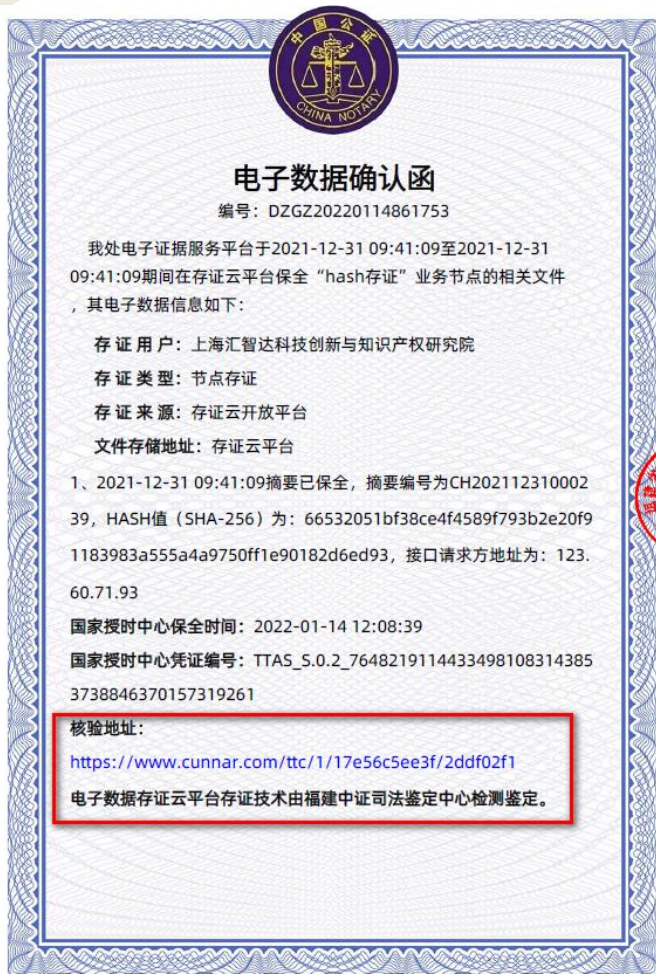 中国公证
CHINA NOTARY
电子数据确认函
编号：DZGZ20220114861753
我处电子证据服务平台于2021-12-31 09:41:09至2021-12-31
09:41:09期间在存证云平台保全“hash存证”业务节点的相关文件
，其电子数据信息如下：
存证用户：上海汇智达科技创新与知识产权研究院
存证类型：节点存证
存证来源：存证云开放平台
文件存储地址：存证云平台
1、2021-12-31 09:41:09摘要已保全，摘要编号为CH202112310002
39，HASH值（SHA-256）为：66532051bf38ce4f4589f793b2e20f9
1183983a555a4a9750ff1e90182d6ed93，接口请求方地址为：123.
60.71.93
国家授时中心保全时间：2022-01-14 12:08:39
国家授时中心凭证编号：TTAS_S.0.2_7648219114433498108314385
3738846370157319261
核验地址：
https://www.cunnar.com/ttc/1/17e56c5ee3f/2ddf02f1
电子数据存证云平台存证技术由福建中证司法鉴定中心检测鉴定。